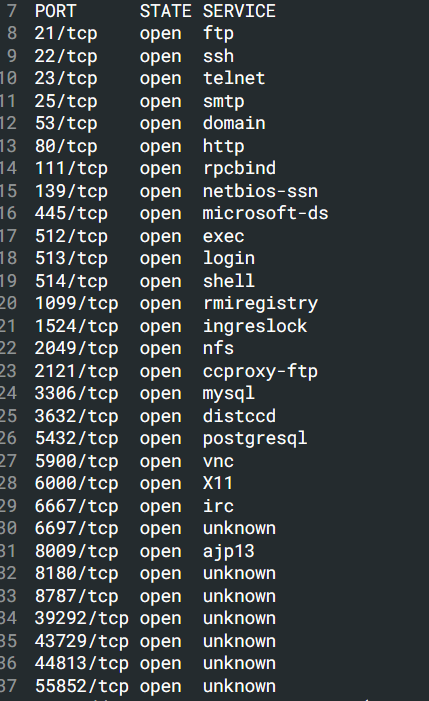 7 PORT STATE SERVICE
8 21/tcp open ftp
9 22/tcp open ssh
10 23/tcp open telnet
11 25/tcp open smtp
12 53/tcp open domain
13 80/tcp open http
14 111/tcp open rpcbind
15 139/tcp open netbios-ssn
16 445/tcp open microsoft-ds
17 512/tcp open exec
18 513/tcp open login
19 514/tcp open shell
20 1099/tcp open rmiregistry
21 1524/tcp open ingreslock
22 2049/tcp open nfs
23 2121/tcp open ccproxy-ftp
24 3306/tcp open mysql
25 3632/tcp open distccd
26 5432/tcp open postgresql
27 5900/tcp open vnc
28 6000/tcp open X11
29 6667/tcp open irc
30 6697/tcp open unknown
31 8009/tcp open ajp13
32 8180/tcp open unknown
33 8787/tcp open unknown
34 39292/tcp open unknown
35 43729/tcp open unknown
36 44813/tcp open unknown
37 55852/tcp open unknown